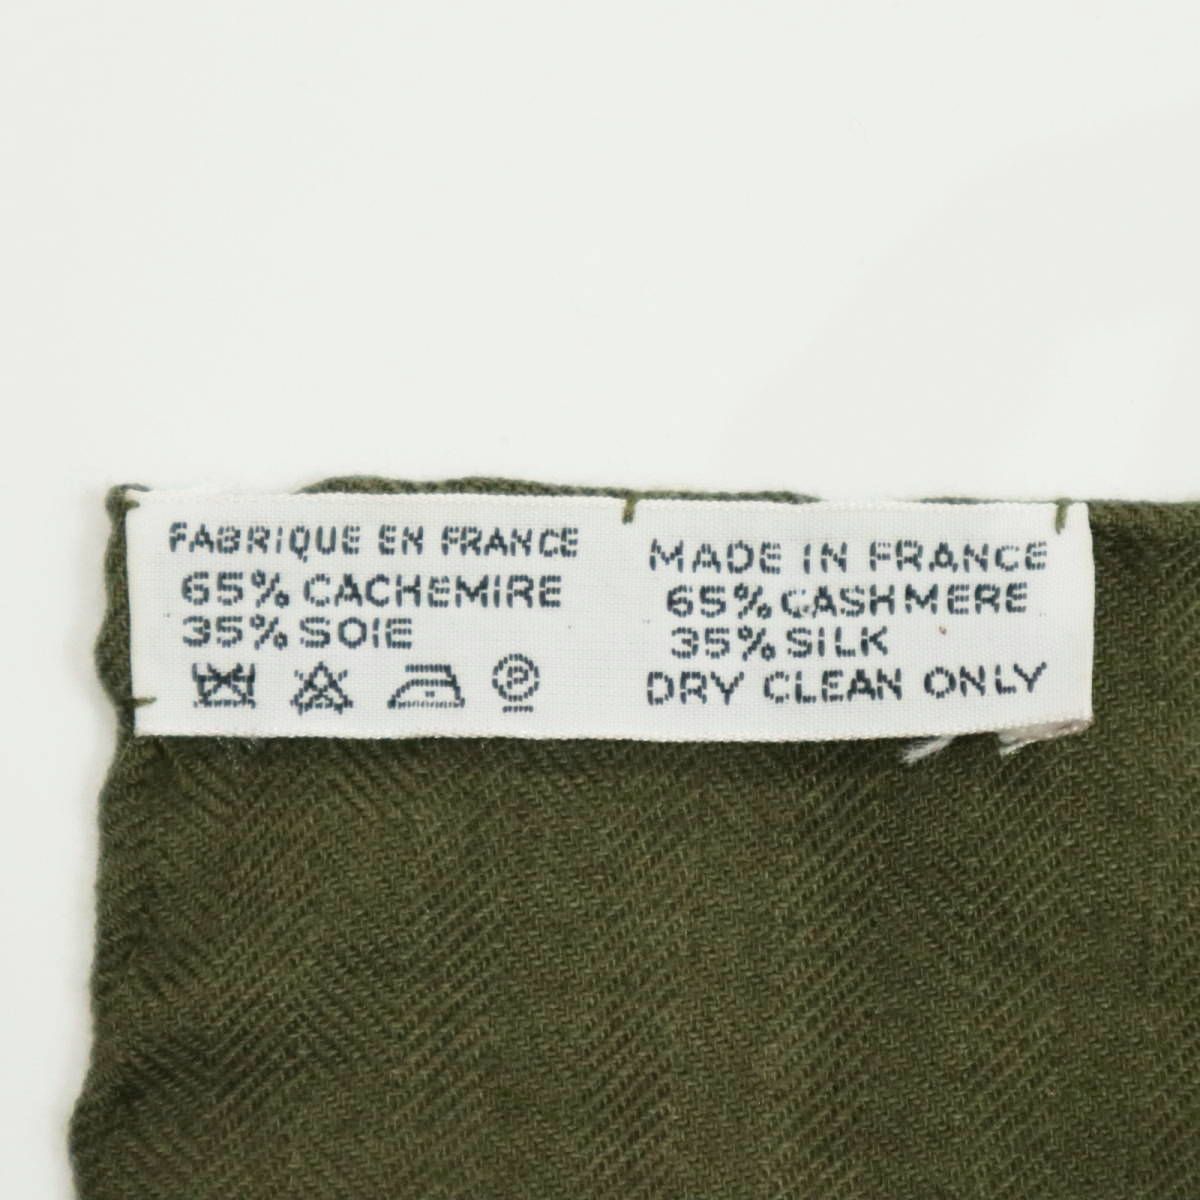 FABRIQUE EN FRANCE
65% CACHEMIRE
35% SOIE
P
MADE IN FRANCE
65% CASHMERE
35% SILK
DRY CLEAN ONLY